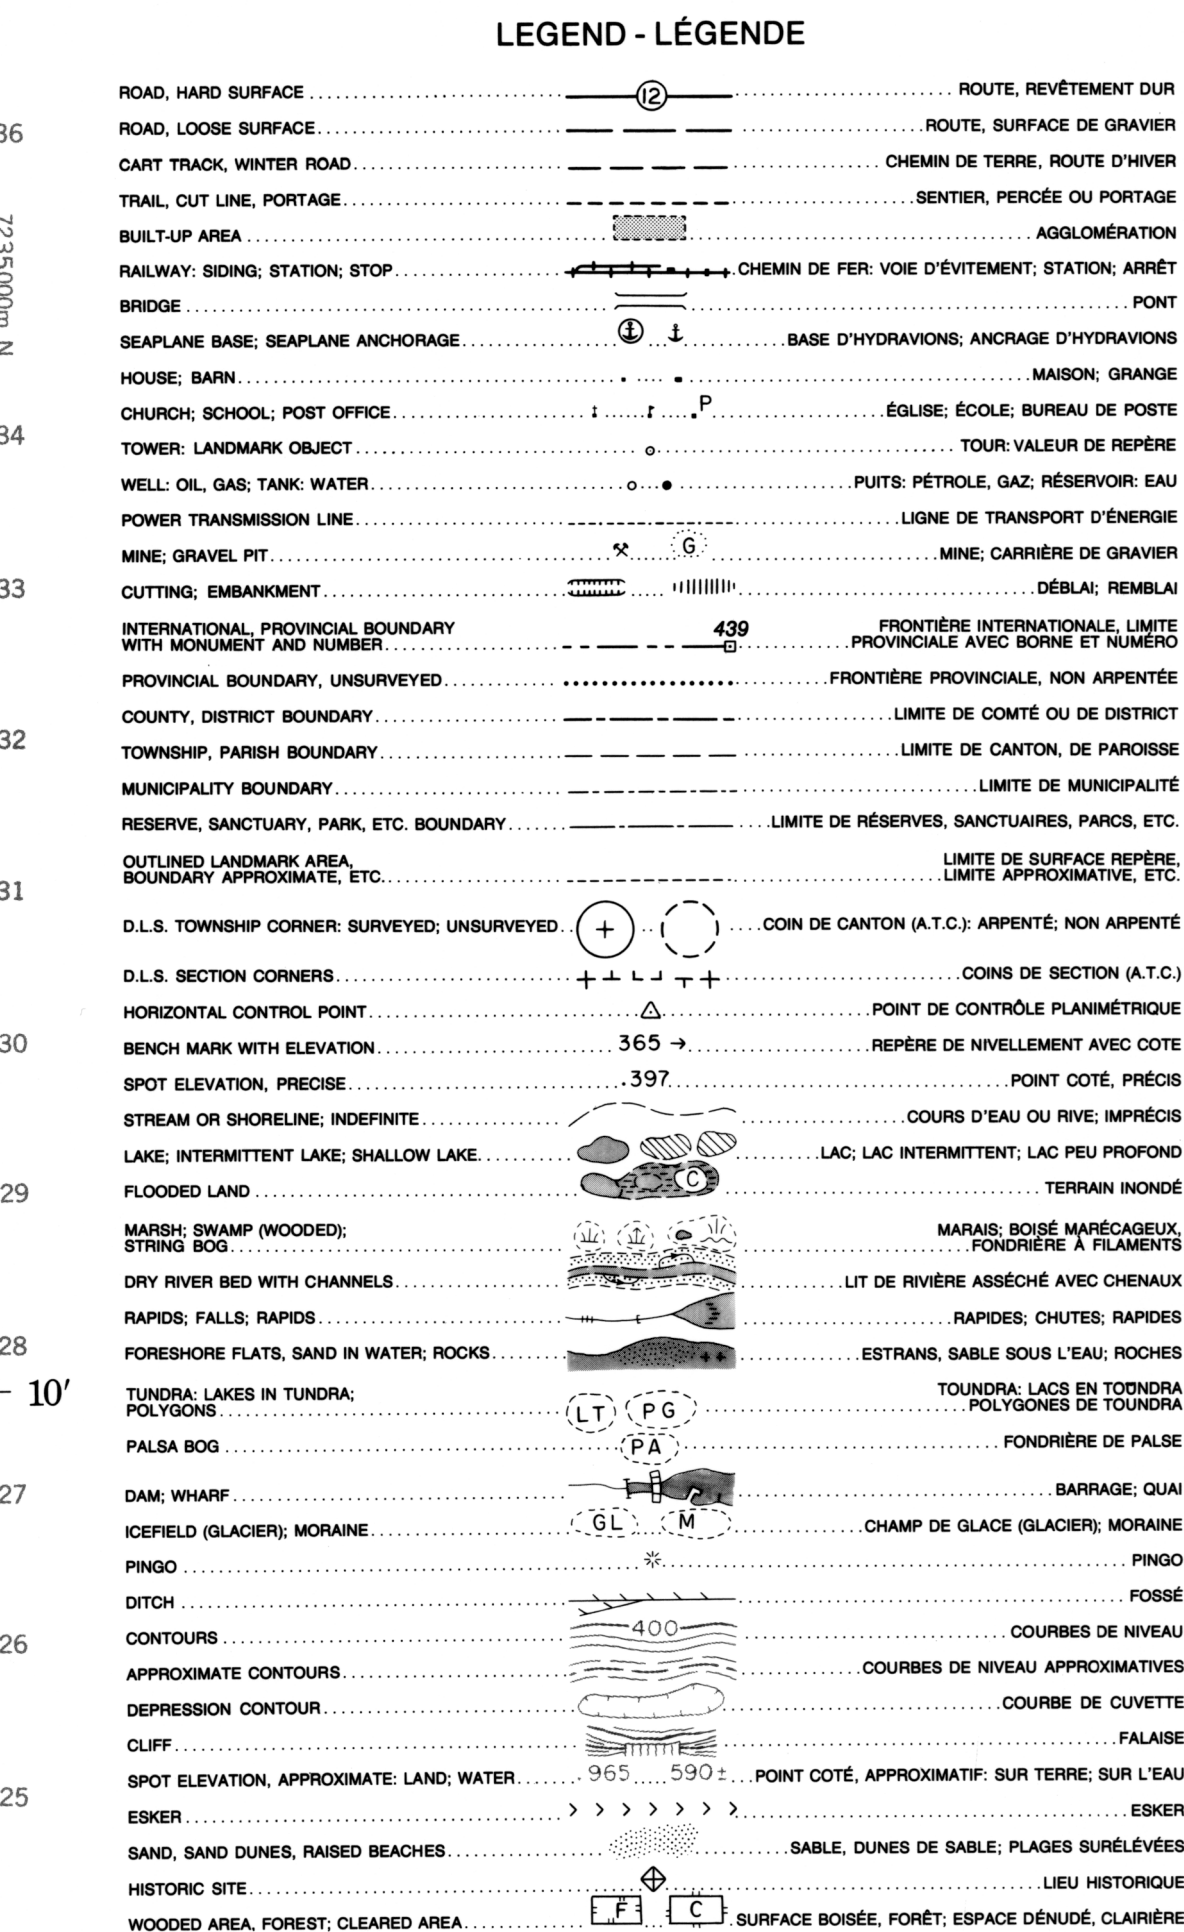 LEGEND - LÉGENDE
ROAD, HARD SURFACE 12 ROUTE, REVÊTEMENT DUR
ROAD, LOOSE SURFACE ROUTE, SURFACE DE GRAVIER
36
CART TRACK, WINTER ROAD CHEMIN DE TERRE, ROUTE D'HIVER
TRAIL, CUT LINE, PORTAGE SENTIER, PERCÉE OU PORTAGE
BUILT-UP AREA AGGLOMÉRATION
7235000m N
RAILWAY: SIDING; STATION; STOP CHEMIN DE FER: VOIE D'ÉVITEMENT; STATION; ARRÊT
BRIDGE PONT
SEAPLANE BASE; SEAPLANE ANCHORAGE BASE D'HYDRAVIONS; ANCRAGE D'HYDRAVIONS
HOUSE; BARN MAISON; GRANGE
CHURCH; SCHOOL; POST OFFICE P ÉGLISE; ÉCOLE; BUREAU DE POSTE
34
TOWER: LANDMARK OBJECT TOUR: VALEUR DE REPÈRE
WELL: OIL, GAS; TANK: WATER PUITS: PÉTROLE, GAZ; RÉSERVOIR: EAU
POWER TRANSMISSION LINE LIGNE DE TRANSPORT D'ÉNERGIE
MINE; GRAVEL PIT G MINE; CARRIÈRE DE GRAVIER
33
CUTTING; EMBANKMENT DÉBLAI; REMBLAI
INTERNATIONAL, PROVINCIAL BOUNDARY 439 FRONTIÈRE INTERNATIONALE, LIMITE
WITH MONUMENT AND NUMBER PROVINCIALE AVEC BORNE ET NUMÉRO
PROVINCIAL BOUNDARY, UNSURVEYED FRONTIÈRE PROVINCIALE, NON ARPENTÉE
COUNTY, DISTRICT BOUNDARY LIMITE DE COMTÉ OU DE DISTRICT
32
TOWNSHIP, PARISH BOUNDARY LIMITE DE CANTON, DE PAROISSE
MUNICIPALITY BOUNDARY LIMITE DE MUNICIPALITÉ
RESERVE, SANCTUARY, PARK, ETC. BOUNDARY LIMITE DE RÉSERVES, SANCTUAIRES, PARCS, ETC.
OUTLINED LANDMARK AREA, LIMITE DE SURFACE REPÈRE,
BOUNDARY APPROXIMATE, ETC. LIMITE APPROXIMATIVE, ETC.
31
D.L.S. TOWNSHIP CORNER: SURVEYED; UNSURVEYED COIN DE CANTON (A.T.C.): ARPENTÉ; NON ARPENTÉ
D.L.S. SECTION CORNERS COINS DE SECTION (A.T.C.)
HORIZONTAL CONTROL POINT POINT DE CONTRÔLE PLANIMÉTRIQUE
30
BENCH MARK WITH ELEVATION 365 → REPÈRE DE NIVELLEMENT AVEC COTE
SPOT ELEVATION, PRECISE .397 POINT COTÉ, PRÉCIS
STREAM OR SHORELINE; INDEFINITE COURS D'EAU OU RIVE; IMPRÉCIS
LAKE; INTERMITTENT LAKE; SHALLOW LAKE LAC; LAC INTERMITTENT; LAC PEU PROFOND
29
FLOODED LAND C TERRAIN INONDÉ
MARSH; SWAMP (WOODED); MARAIS; BOISÉ MARÉCAGEUX,
STRING BOG FONDRIÈRE À FILAMENTS
DRY RIVER BED WITH CHANNELS LIT DE RIVIÈRE ASSÉCHÉ AVEC CHENAUX
RAPIDS; FALLS; RAPIDS RAPIDES; CHUTES; RAPIDES
28
FORESHORE FLATS, SAND IN WATER; ROCKS ESTRANS, SABLE SOUS L'EAU; ROCHES
10'
TUNDRA: LAKES IN TUNDRA; TOUNDRA: LACS EN TOUNDRA
POLYGONS LT PG POLYGONES DE TOUNDRA
PALSA BOG PA FONDRIÈRE DE PALSE
27
DAM; WHARF BARRAGE; QUAI
ICEFIELD (GLACIER); MORAINE GL M CHAMP DE GLACE (GLACIER); MORAINE
PINGO PINGO
DITCH FOSSÉ
26
CONTOURS 400 COURBES DE NIVEAU
APPROXIMATE CONTOURS COURBES DE NIVEAU APPROXIMATIVES
DEPRESSION CONTOUR COURBE DE CUVETTE
CLIFF FALAISE
SPOT ELEVATION, APPROXIMATE: LAND; WATER .965 590± POINT COTÉ, APPROXIMATIF: SUR TERRE; SUR L'EAU
25
ESKER ESKER
SAND, SAND DUNES, RAISED BEACHES SABLE, DUNES DE SABLE; PLAGES SURÉLÉVÉES
HISTORIC SITE LIEU HISTORIQUE
WOODED AREA, FOREST; CLEARED AREA F C SURFACE BOISÉE, FORÊT; ESPACE DÉNUDÉ, CLAIRIÈRE